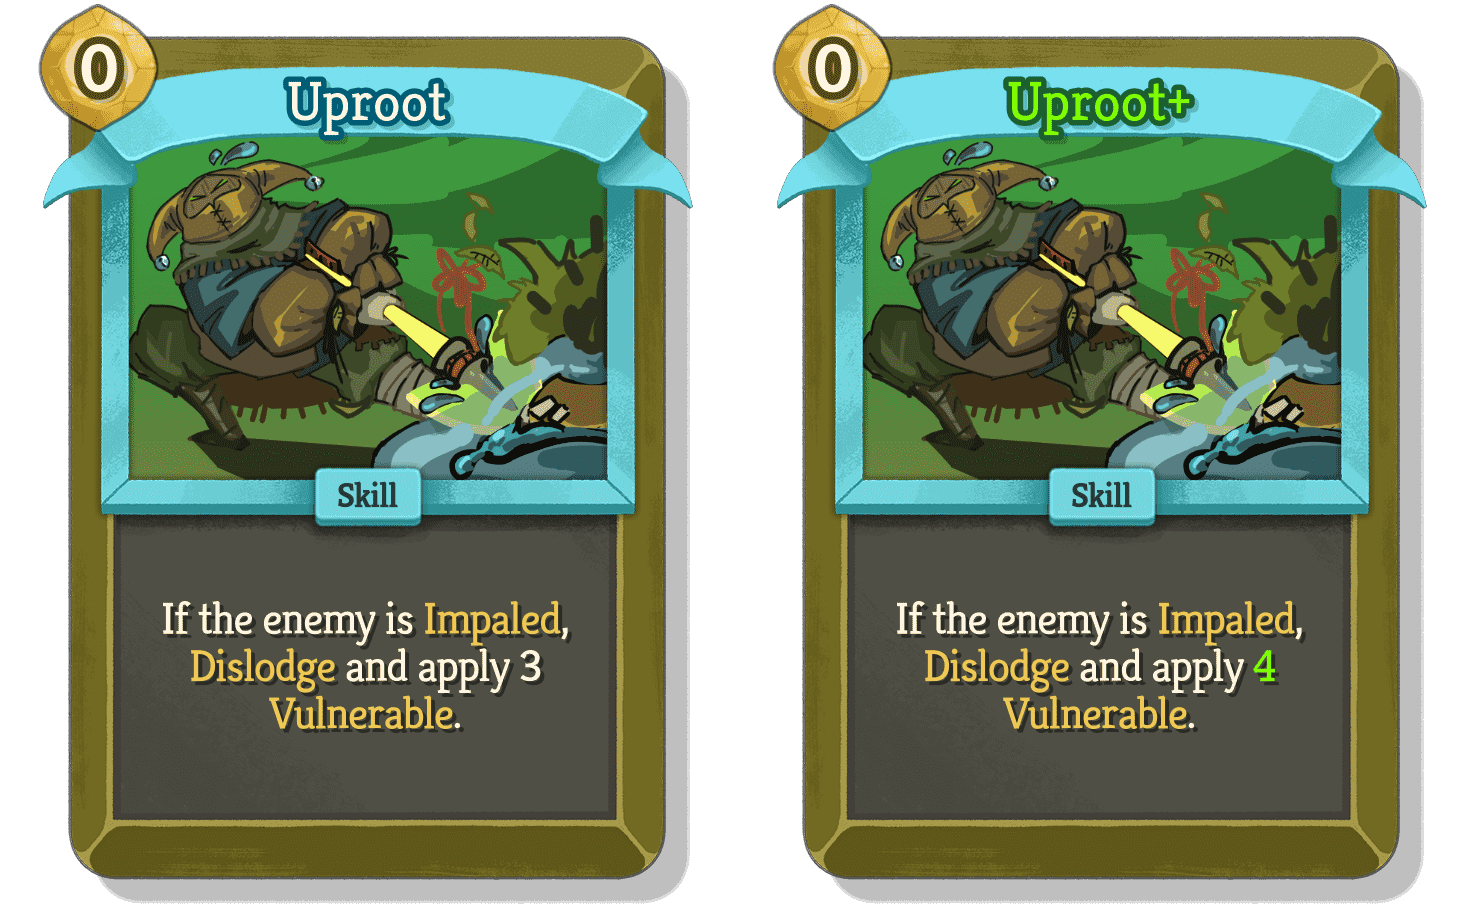 0
Uproot
Skill
If the enemy is Impaled,
Dislodge and apply 3
Vulnerable.
0
Uproot+
Skill
If the enemy is Impaled,
Dislodge and apply 4
Vulnerable.